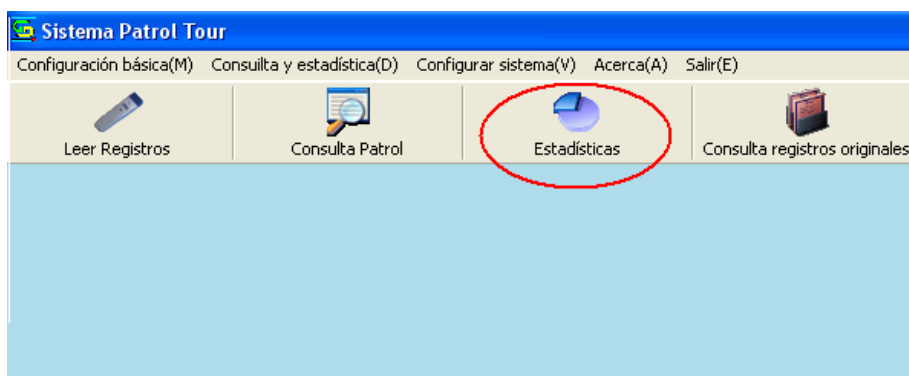 Sistema Patrol Tour
Configuración básica(M) Consuilta y estadística(D) Configurar sistema(V) Acerca(A) Salir(E)
Leer Registros Consulta Patrol Estadísticas Consulta registros originales